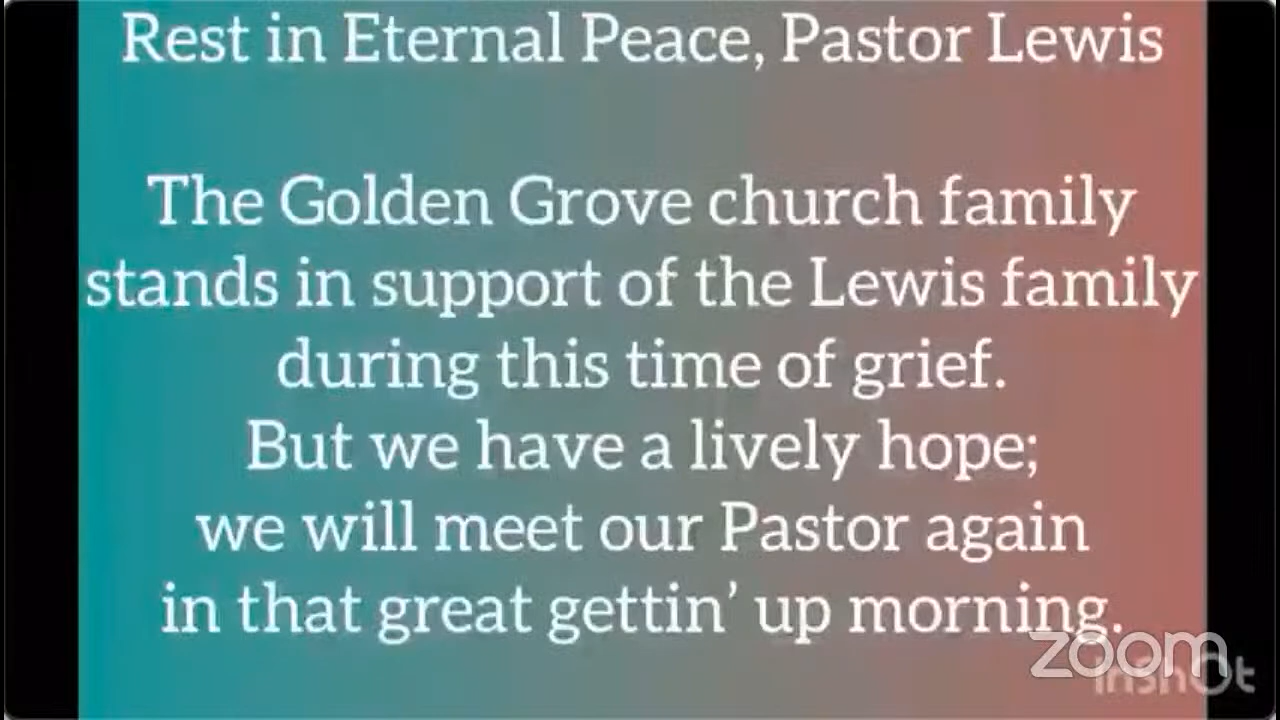 Rest in Eternal Peace, Pastor Lewis
The Golden Grove church family
stands in support of the Lewis family
during this time of grief.
But we have a lively hope;
we will meet our Pastor again
in that great gettin’ up morning.
zoom
InShOt